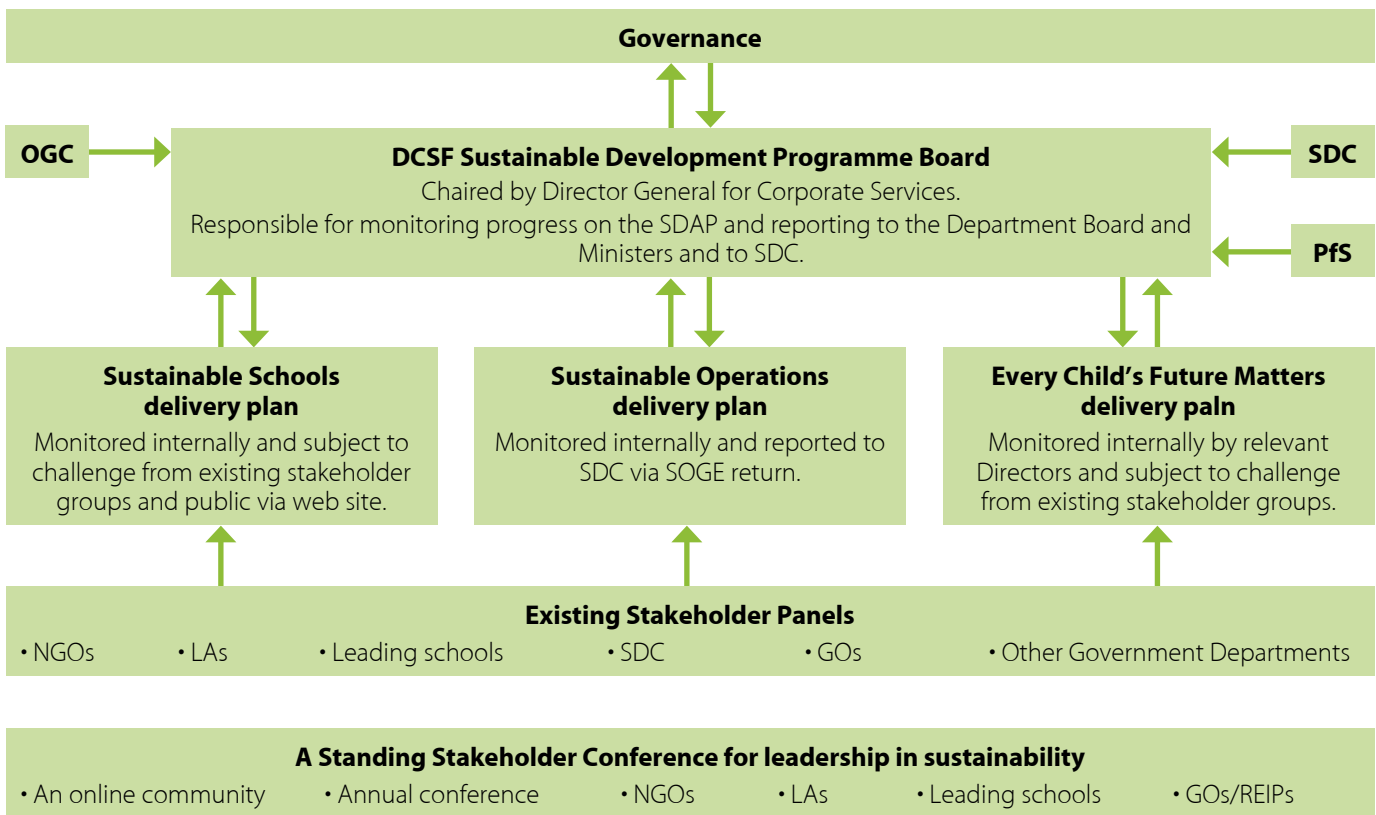 Governance
OGC
DCSF Sustainable Development Programme Board
Chaired by Director General for Corporate Services.
Responsible for monitoring progress on the SDAP and reporting to the Department Board and
Ministers and to SDC.
SDC
PfS
Sustainable Schools
delivery plan
Monitored internally and subject to
challenge from existing stakeholder
groups and public via web site.
Sustainable Operations
delivery plan
Monitored internally and reported to
SDC via SOGE return.
Every Child's Future Matters
delivery paln
Monitored internally by relevant
Directors and subject to challenge
from existing stakeholder groups.
Existing Stakeholder Panels
• NGOs • LAs • Leading schools • SDC • GOs • Other Government Departments
A Standing Stakeholder Conference for leadership in sustainability
• An online community • Annual conference • NGOs • LAs • Leading schools • GOs/REIPs